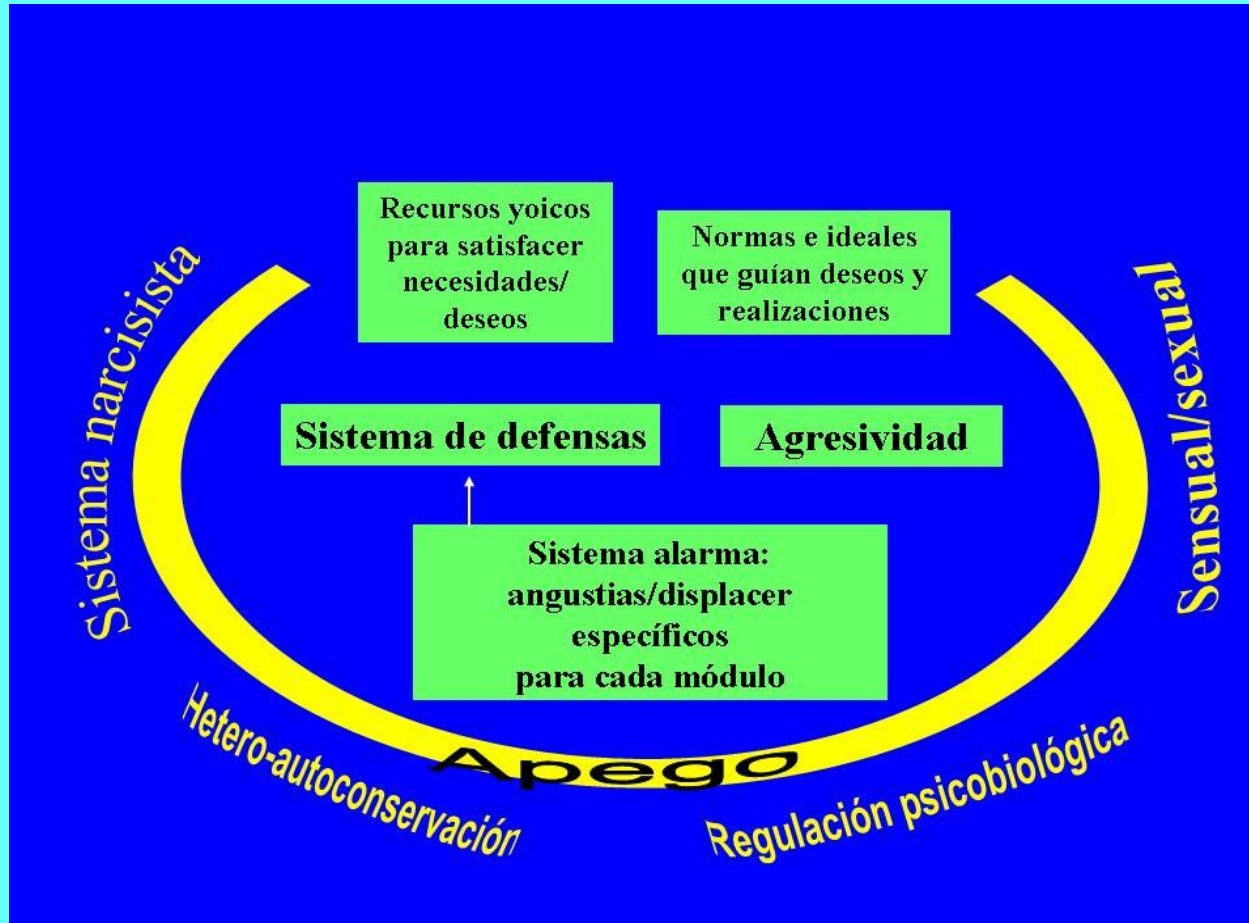 Recursos yoicos
para satisfacer
necesidades/
deseos
Normas e ideales
que guían deseos y
realizaciones
Sistema narcisista
Sensual/sexual
Sistema de defensas
Agresividad
Sistema alarma:
angustias/displacer
específicos
para cada módulo
Hetero-autoconservación
Apego
Regulación psicobiológica